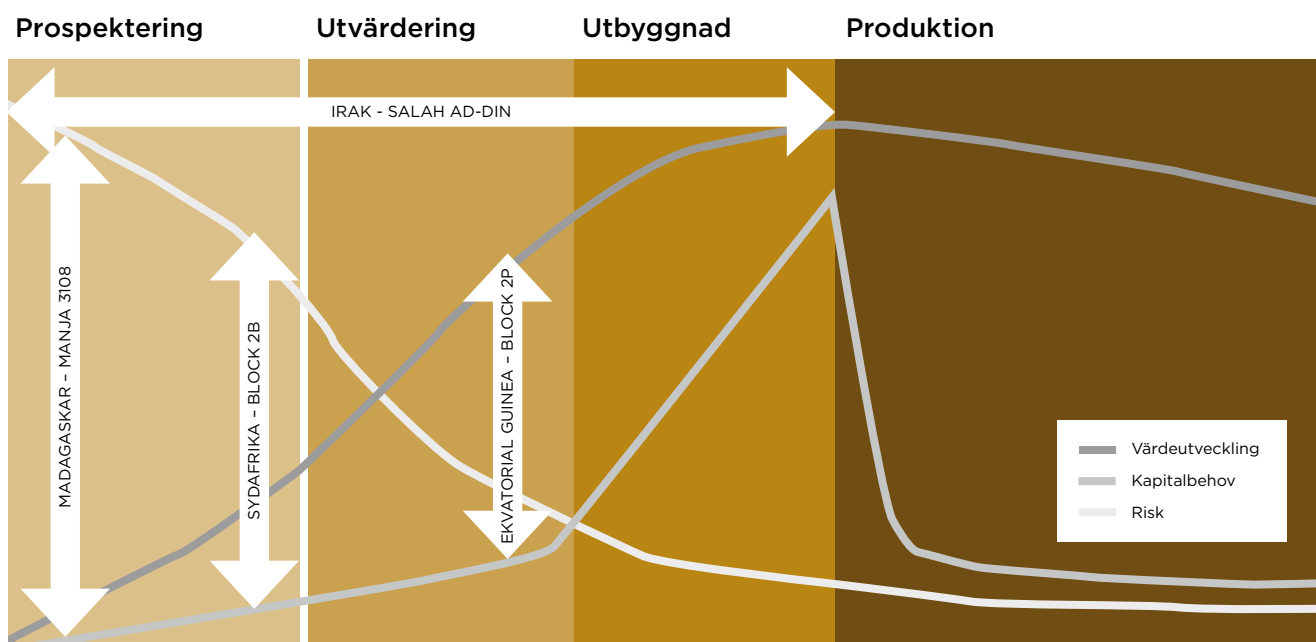 Prospektering
Utvärdering
Utbyggnad
Produktion
IRAK - SALAH AD-DIN
MADAGASKAR – MANJA 3108
SYDAFRIKA – BLOCK 2B
EKVATORIAL GUINEA – BLOCK 2P
Värdeutveckling
Kapitalbehov
Risk